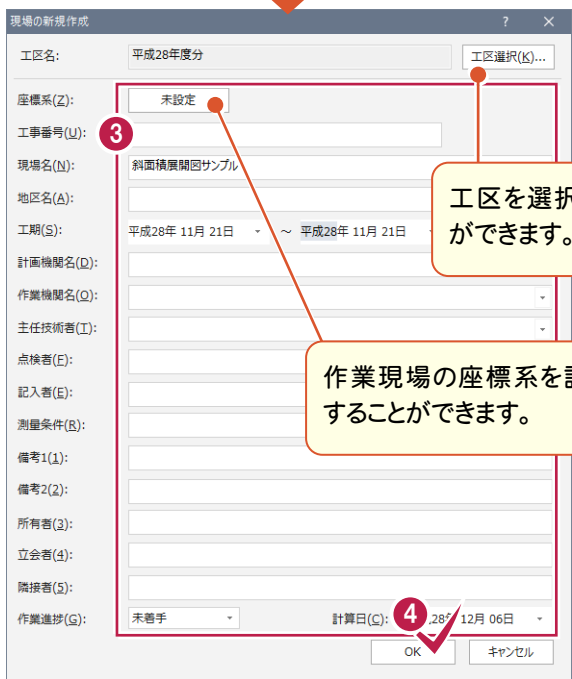 現場の新規作成 ? ×
工区名: 平成28年度分 工区選択(K)...
座標系(Z): 未設定
3
工事番号(U):
現場名(N): 斜面積展開図サンプル
地区名(A):
工区を選択
ができます。
工期(S): 平成28年 11月 21日 ～ 平成28年 11月 21日
計画機関名(D):
作業機関名(O):
主任技術者(T):
点検者(F):
作業現場の座標系を
することができます。
記入者(E):
測量条件(R):
備考1(1):
備考2(2):
所有者(3):
立会者(4):
隣接者(5):
作業進捗(G): 未着手 計算日(C): 4 28年 12月 06日
OK キャンセル